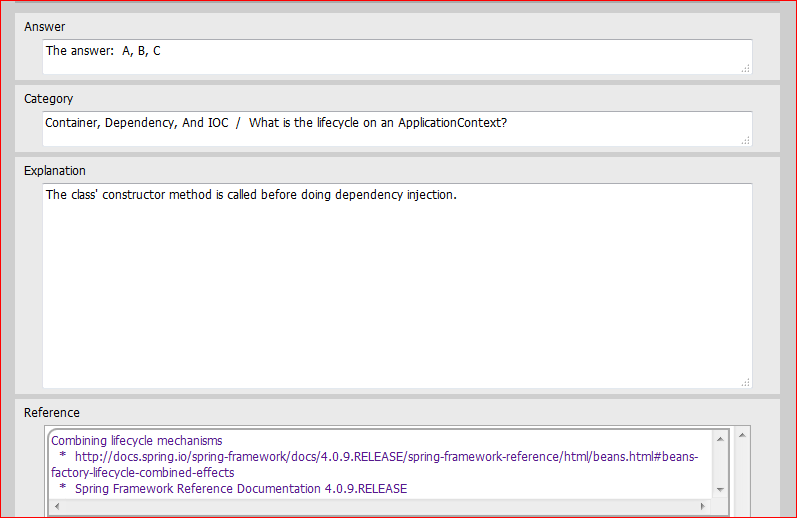 Answer
The answer:  A, B, C
Category
Container, Dependency, And IOC  /  What is the lifecycle on an ApplicationContext?
Explanation
The class' constructor method is called before doing dependency injection.
Reference
Combining lifecycle mechanisms
*  http://docs.spring.io/spring-framework/docs/4.0.9.RELEASE/spring-framework-reference/html/beans.html#beans-
factory-lifecycle-combined-effects
*  Spring Framework Reference Documentation 4.0.9.RELEASE